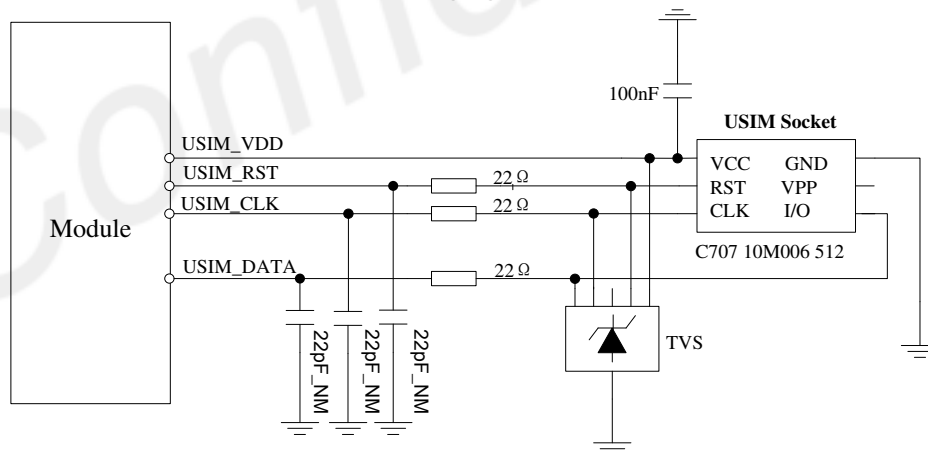 Confid
100nF
USIM Socket
USIM_VDD
USIM_RST
USIM_CLK
USIM_DATA
Module
22Ω
22Ω
22Ω
VCC GND
RST VPP
CLK I/O
C707 10M006 512
22pF_NM
22pF_NM
22pF_NM
TVS